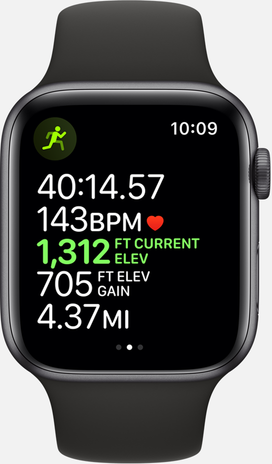 10:09
40:14.57
143BPM
1,312 FT CURRENT ELEV
705 FT ELEV GAIN
4.37MI